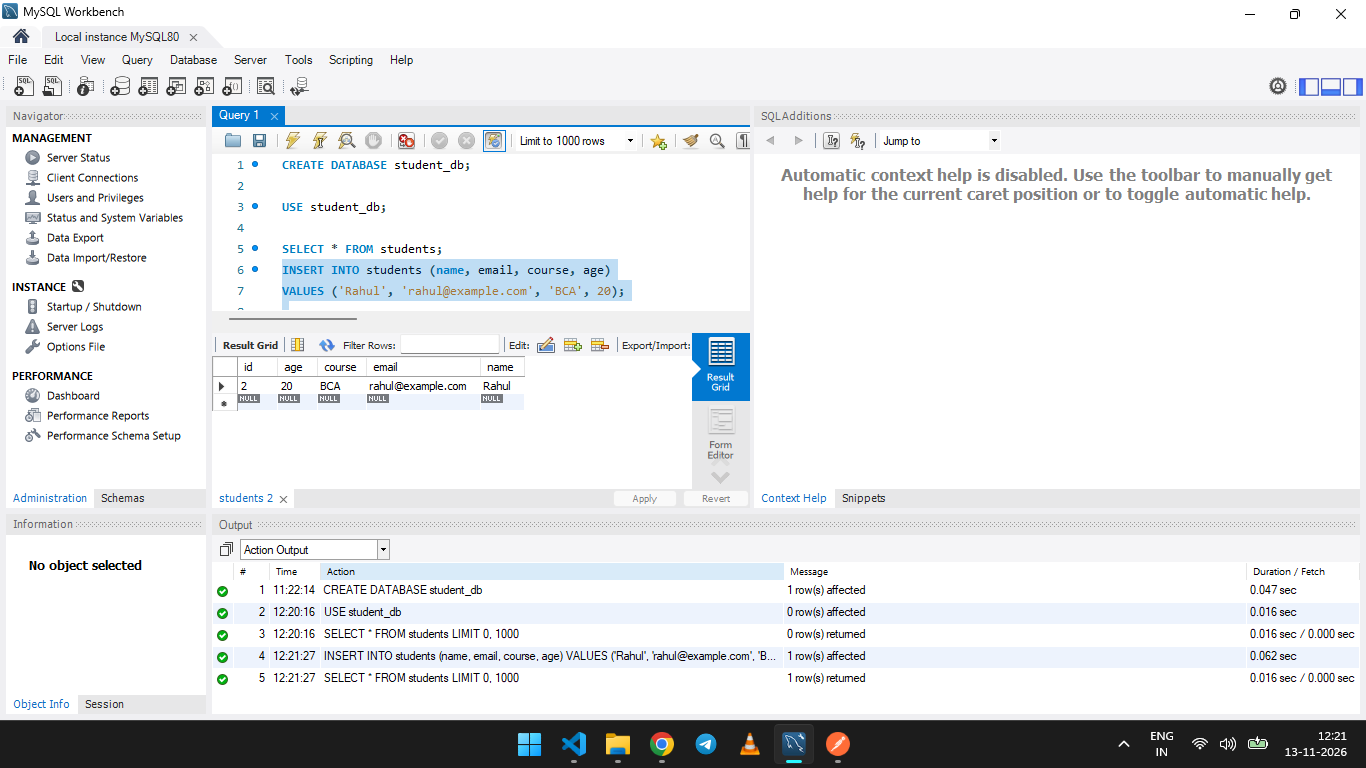 MySQL Workbench
Local instance MySQL80
File Edit View Query Database Server Tools Scripting Help
Navigator
MANAGEMENT
Server Status
Client Connections
Users and Privileges
Status and System Variables
Data Export
Data Import/Restore
INSTANCE
Startup / Shutdown
Server Logs
Options File
PERFORMANCE
Dashboard
Performance Reports
Performance Schema Setup
Administration Schemas
Information
No object selected
Object Info Session
Query 1
Limit to 1000 rows
1 CREATE DATABASE student_db;
2
3 USE student_db;
4
5 SELECT * FROM students;
6 INSERT INTO students (name, email, course, age)
7 VALUES ('Rahul', 'rahul@example.com', 'BCA', 20);
Result Grid Filter Rows: Edit: Export/Import:
id age course email name
2 20 BCA rahul@example.com Rahul
NULL NULL NULL NULL NULL
Result
Grid
Form
Editor
students 2 Apply Revert
SQLAdditions
Jump to
Automatic context help is disabled. Use the toolbar to manually get
help for the current caret position or to toggle automatic help.
Context Help Snippets
Output
Action Output
# Time Action Message Duration / Fetch
1 11:22:14 CREATE DATABASE student_db 1 row(s) affected 0.047 sec
2 12:20:16 USE student_db 0 row(s) affected 0.016 sec
3 12:20:16 SELECT * FROM students LIMIT 0, 1000 0 row(s) returned 0.016 sec / 0.000 sec
4 12:21:27 INSERT INTO students (name, email, course, age) VALUES ('Rahul', 'rahul@example.com', 'B... 1 row(s) affected 0.062 sec
5 12:21:27 SELECT * FROM students LIMIT 0, 1000 1 row(s) returned 0.016 sec / 0.000 sec
ENG
IN
12:21
13-11-2026